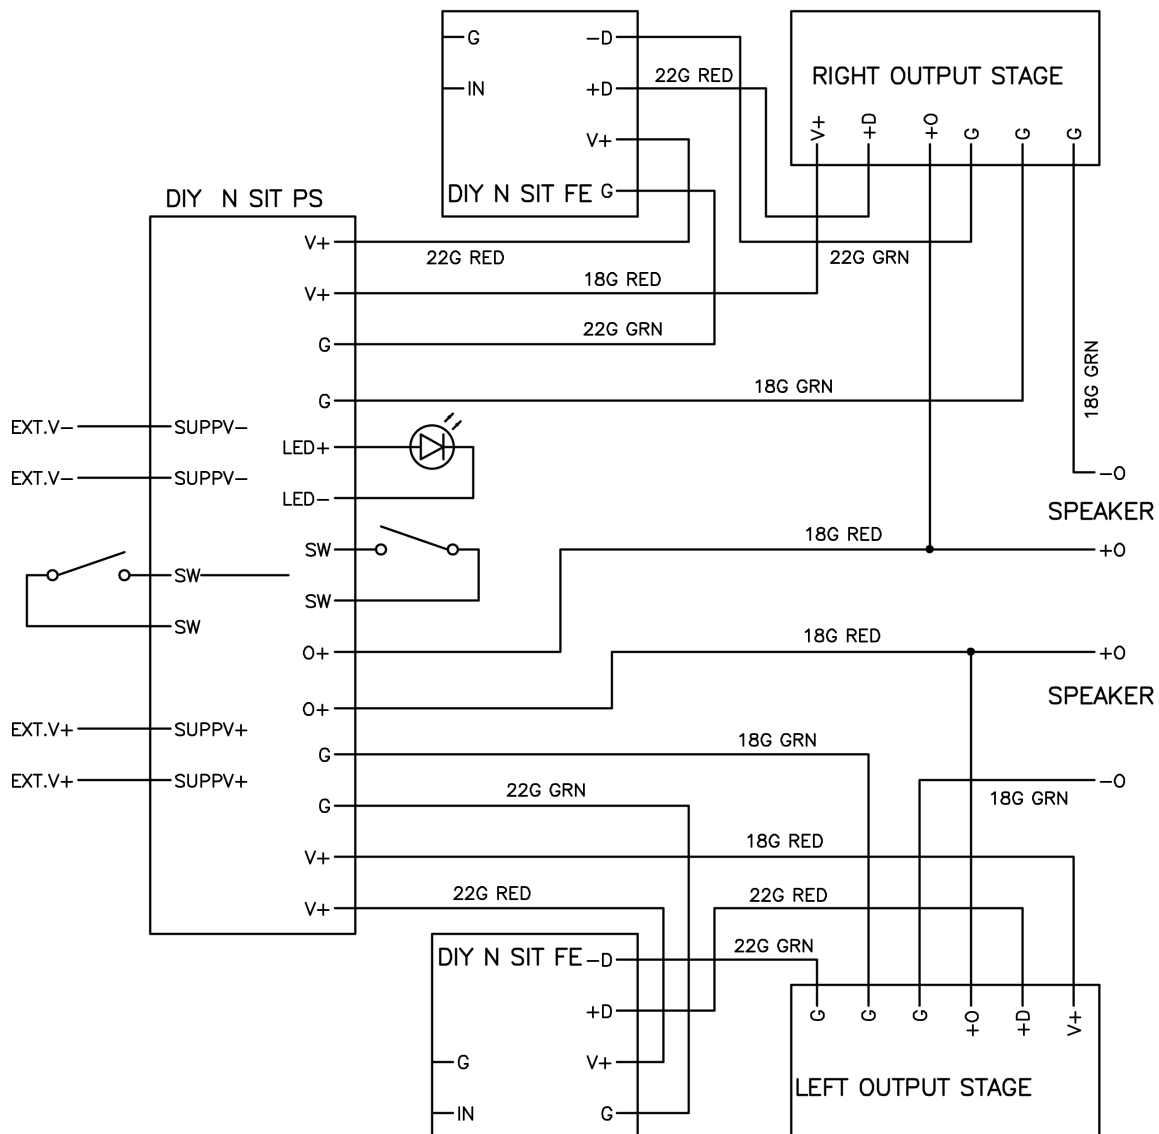 G
IN
−D
+D
V+
DIY N SIT FE G
22G RED
RIGHT OUTPUT STAGE
V+
+D
+O
G
G
G
DIY N SIT PS
V+
22G RED
22G GRN
V+
18G RED
G
22G GRN
G
18G GRN
18G GRN
EXT.V−
SUPPV−
LED+
EXT.V−
SUPPV−
LED−
−O
SPEAKER
SW
18G RED
+O
SW
SW
SW
O+
18G RED
+O
SPEAKER
O+
EXT.V+
SUPPV+
G
18G GRN
EXT.V+
SUPPV+
−O
18G GRN
G
22G GRN
V+
18G RED
V+
22G RED
22G RED
22G GRN
DIY N SIT FE −D
+D
G
V+
IN
G
G
G
G
+O
+D
V+
LEFT OUTPUT STAGE